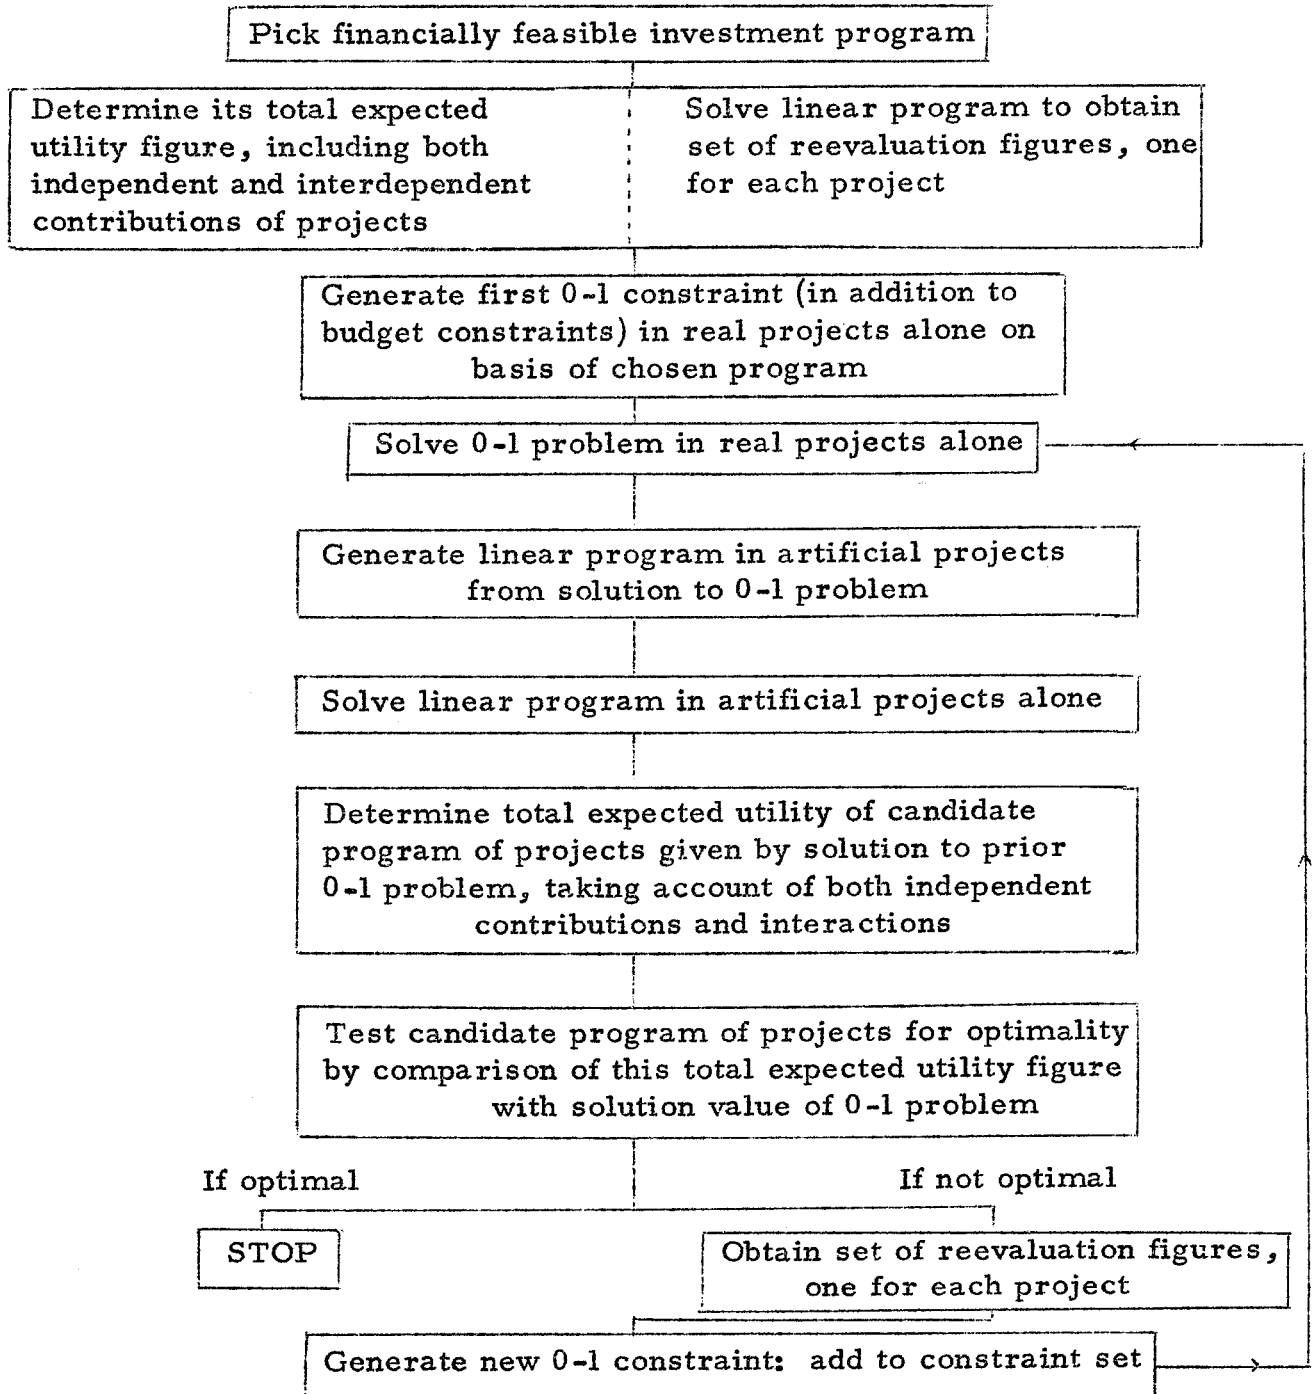 Pick financially feasible investment program
Determine its total expected
utility figure, including both
independent and interdependent
contributions of projects
Solve linear program to obtain
set of reevaluation figures, one
for each project
Generate first 0-1 constraint (in addition to
budget constraints) in real projects alone on
basis of chosen program
Solve 0-1 problem in real projects alone
Generate linear program in artificial projects
from solution to 0-1 problem
Solve linear program in artificial projects alone
Determine total expected utility of candidate
program of projects given by solution to prior
0-1 problem, taking account of both independent
contributions and interactions
Test candidate program of projects for optimality
by comparison of this total expected utility figure
with solution value of 0-1 problem
If optimal
If not optimal
STOP
Obtain set of reevaluation figures,
one for each project
Generate new 0-1 constraint: add to constraint set